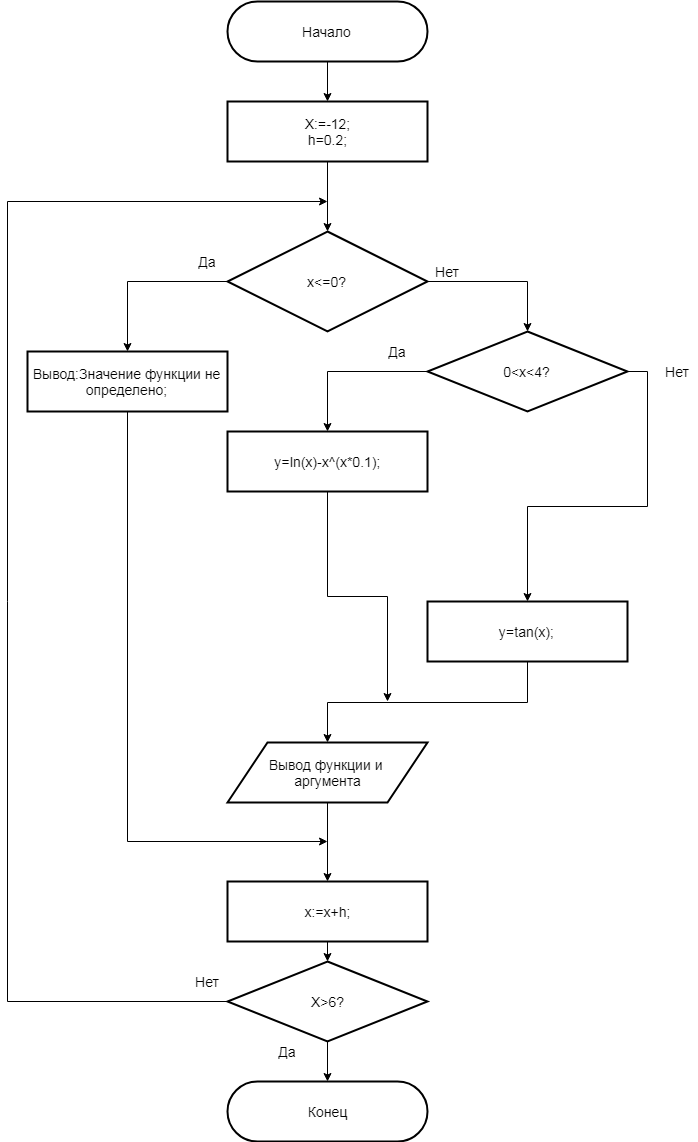 Начало
X:=-12;
h=0.2;
x<=0?
Да
Нет
Вывод:Значение функции не
определено;
0<x<4?
Да
Нет
y=ln(x)-x^(x*0.1);
y=tan(x);
Вывод функции и
аргумента
x:=x+h;
X>6?
Нет
Да
Конец